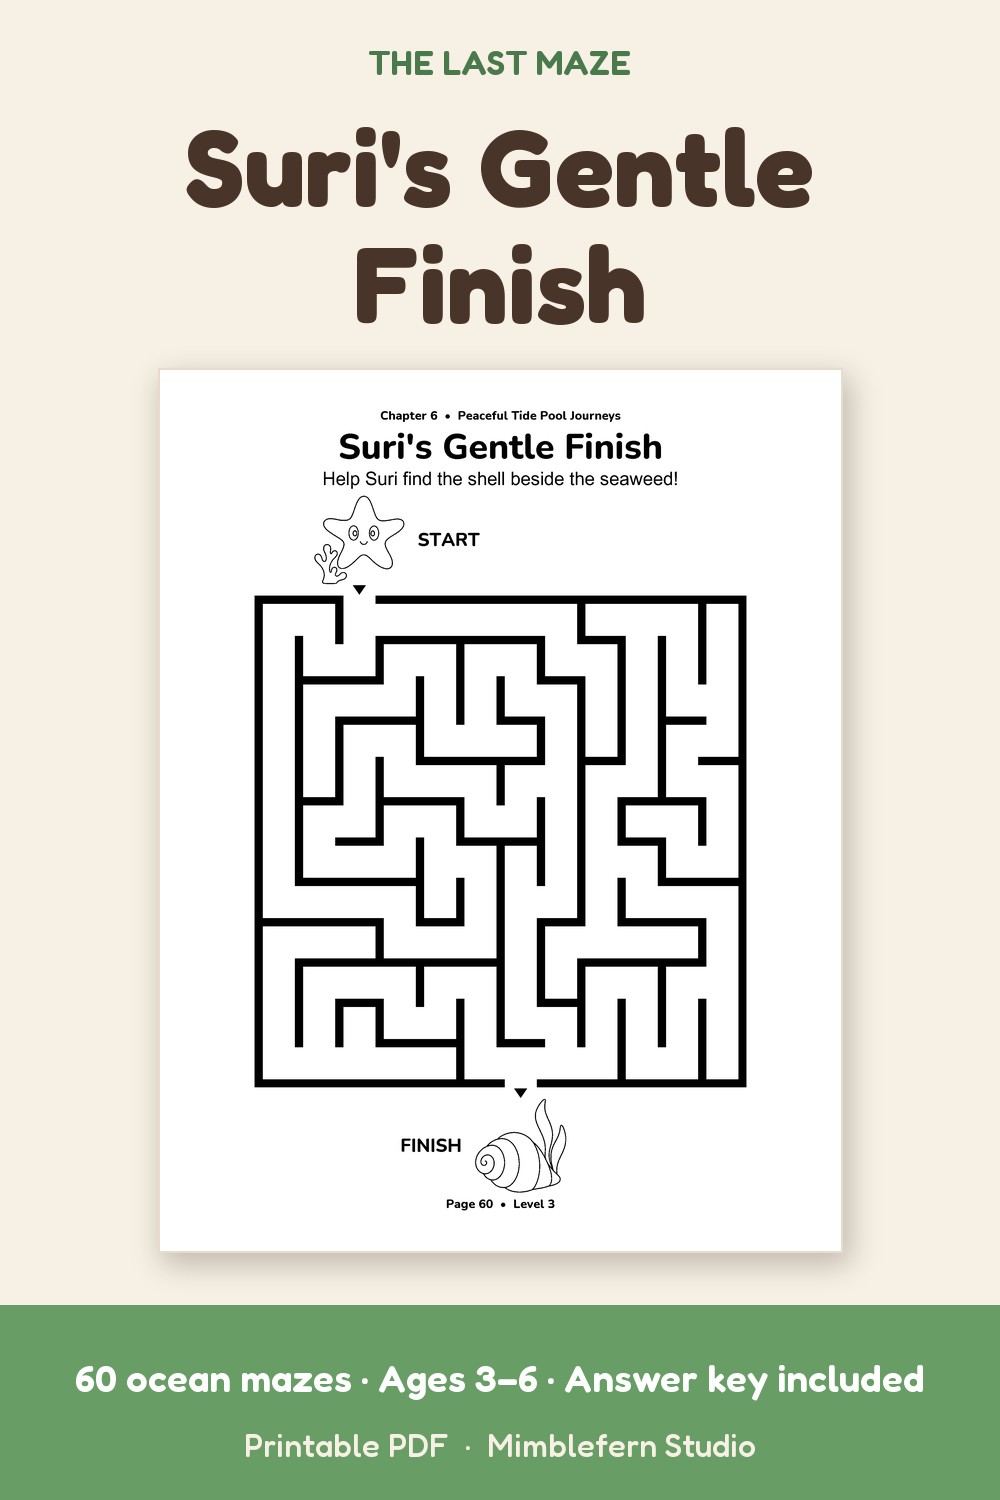 THE LAST MAZE
Suri's Gentle
Finish
Chapter 6 • Peaceful Tide Pool Journeys
Suri's Gentle Finish
Help Suri find the shell beside the seaweed!
START
FINISH
Page 60 • Level 3
60 ocean mazes · Ages 3–6 · Answer key included
Printable PDF · Mimblefern Studio